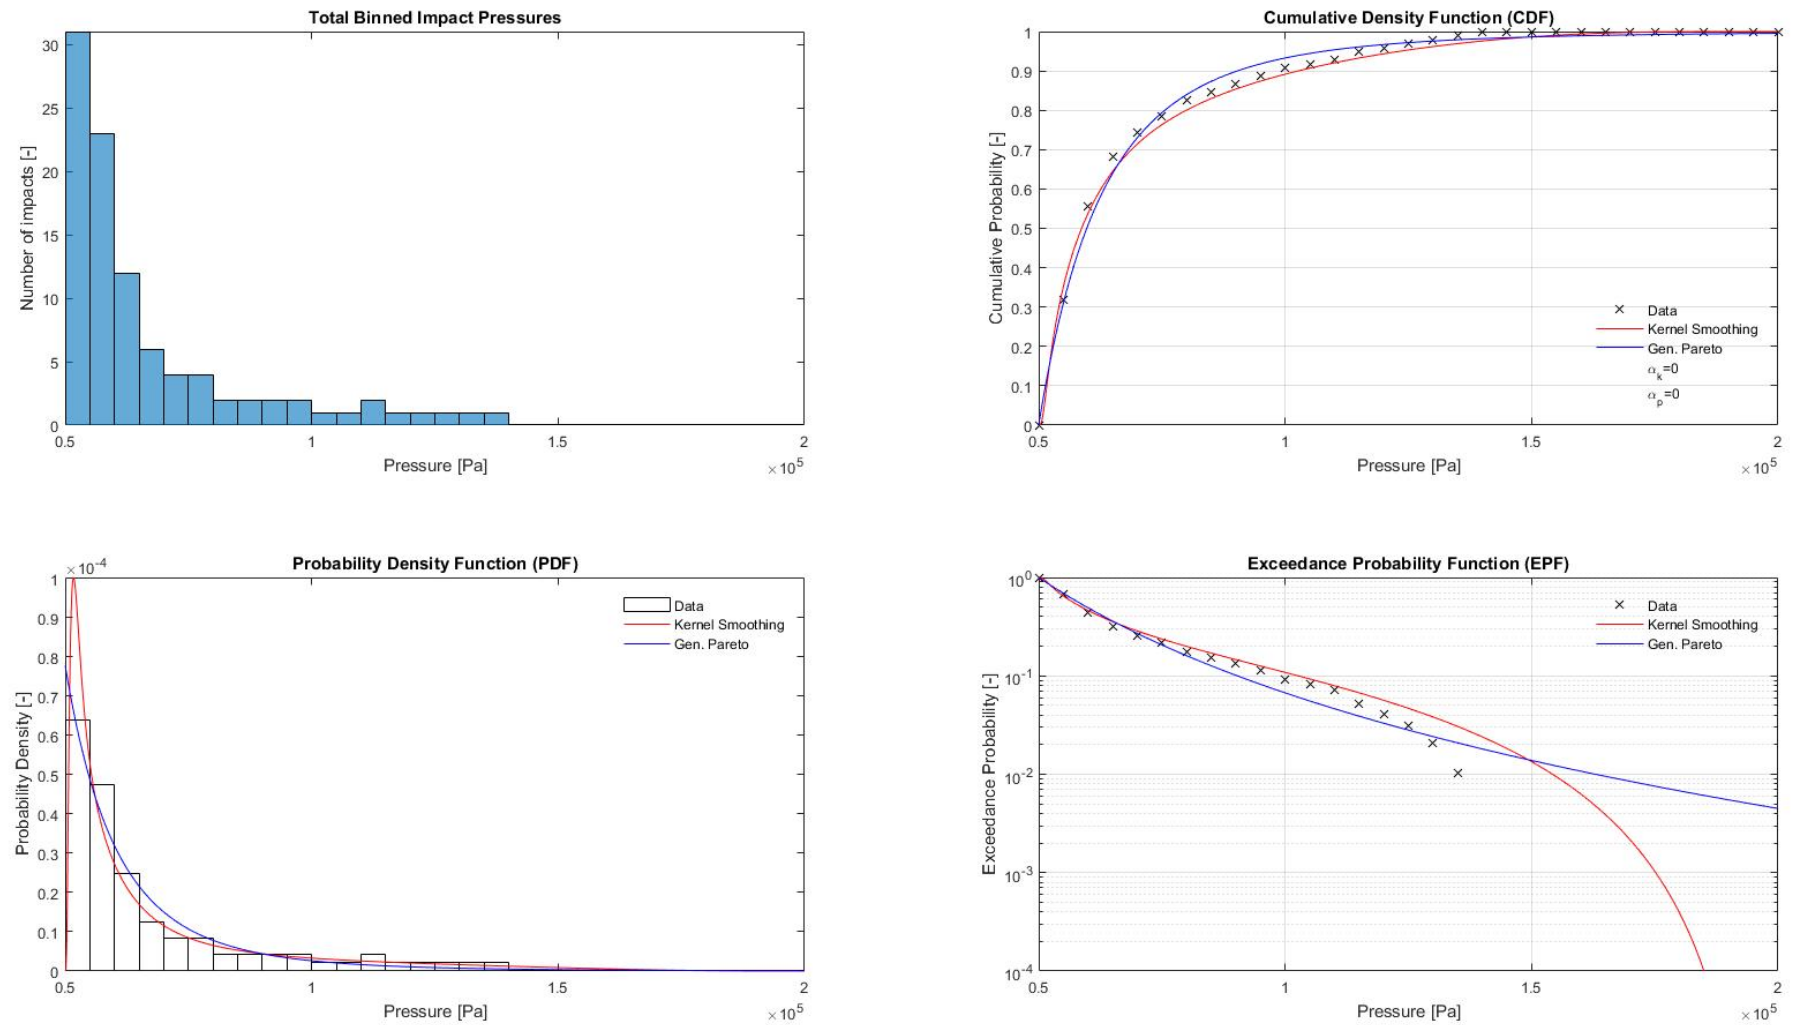 Total Binned Impact Pressures
Number of impacts [-]
30
25
20
15
10
5
0
0.5 1 1.5 2
Pressure [Pa]
×10^5
Cumulative Density Function (CDF)
Cumulative Probability [-]
1
0.9
0.8
0.7
0.6
0.5
0.4
0.3
0.2
0.1
0
Data
Kernel Smoothing
Gen. Pareto
α_k=0
α_p=0
0.5 1 1.5 2
Pressure [Pa]
×10^5
Probability Density Function (PDF)
×10^-4
Probability Density [-]
1
0.9
0.8
0.7
0.6
0.5
0.4
0.3
0.2
0.1
0
Data
Kernel Smoothing
Gen. Pareto
0.5 1 1.5 2
Pressure [Pa]
×10^5
Exceedance Probability Function (EPF)
Exceedance Probability [-]
10^0
10^-1
10^-2
10^-3
10^-4
Data
Kernel Smoothing
Gen. Pareto
0.5 1 1.5 2
Pressure [Pa]
×10^5